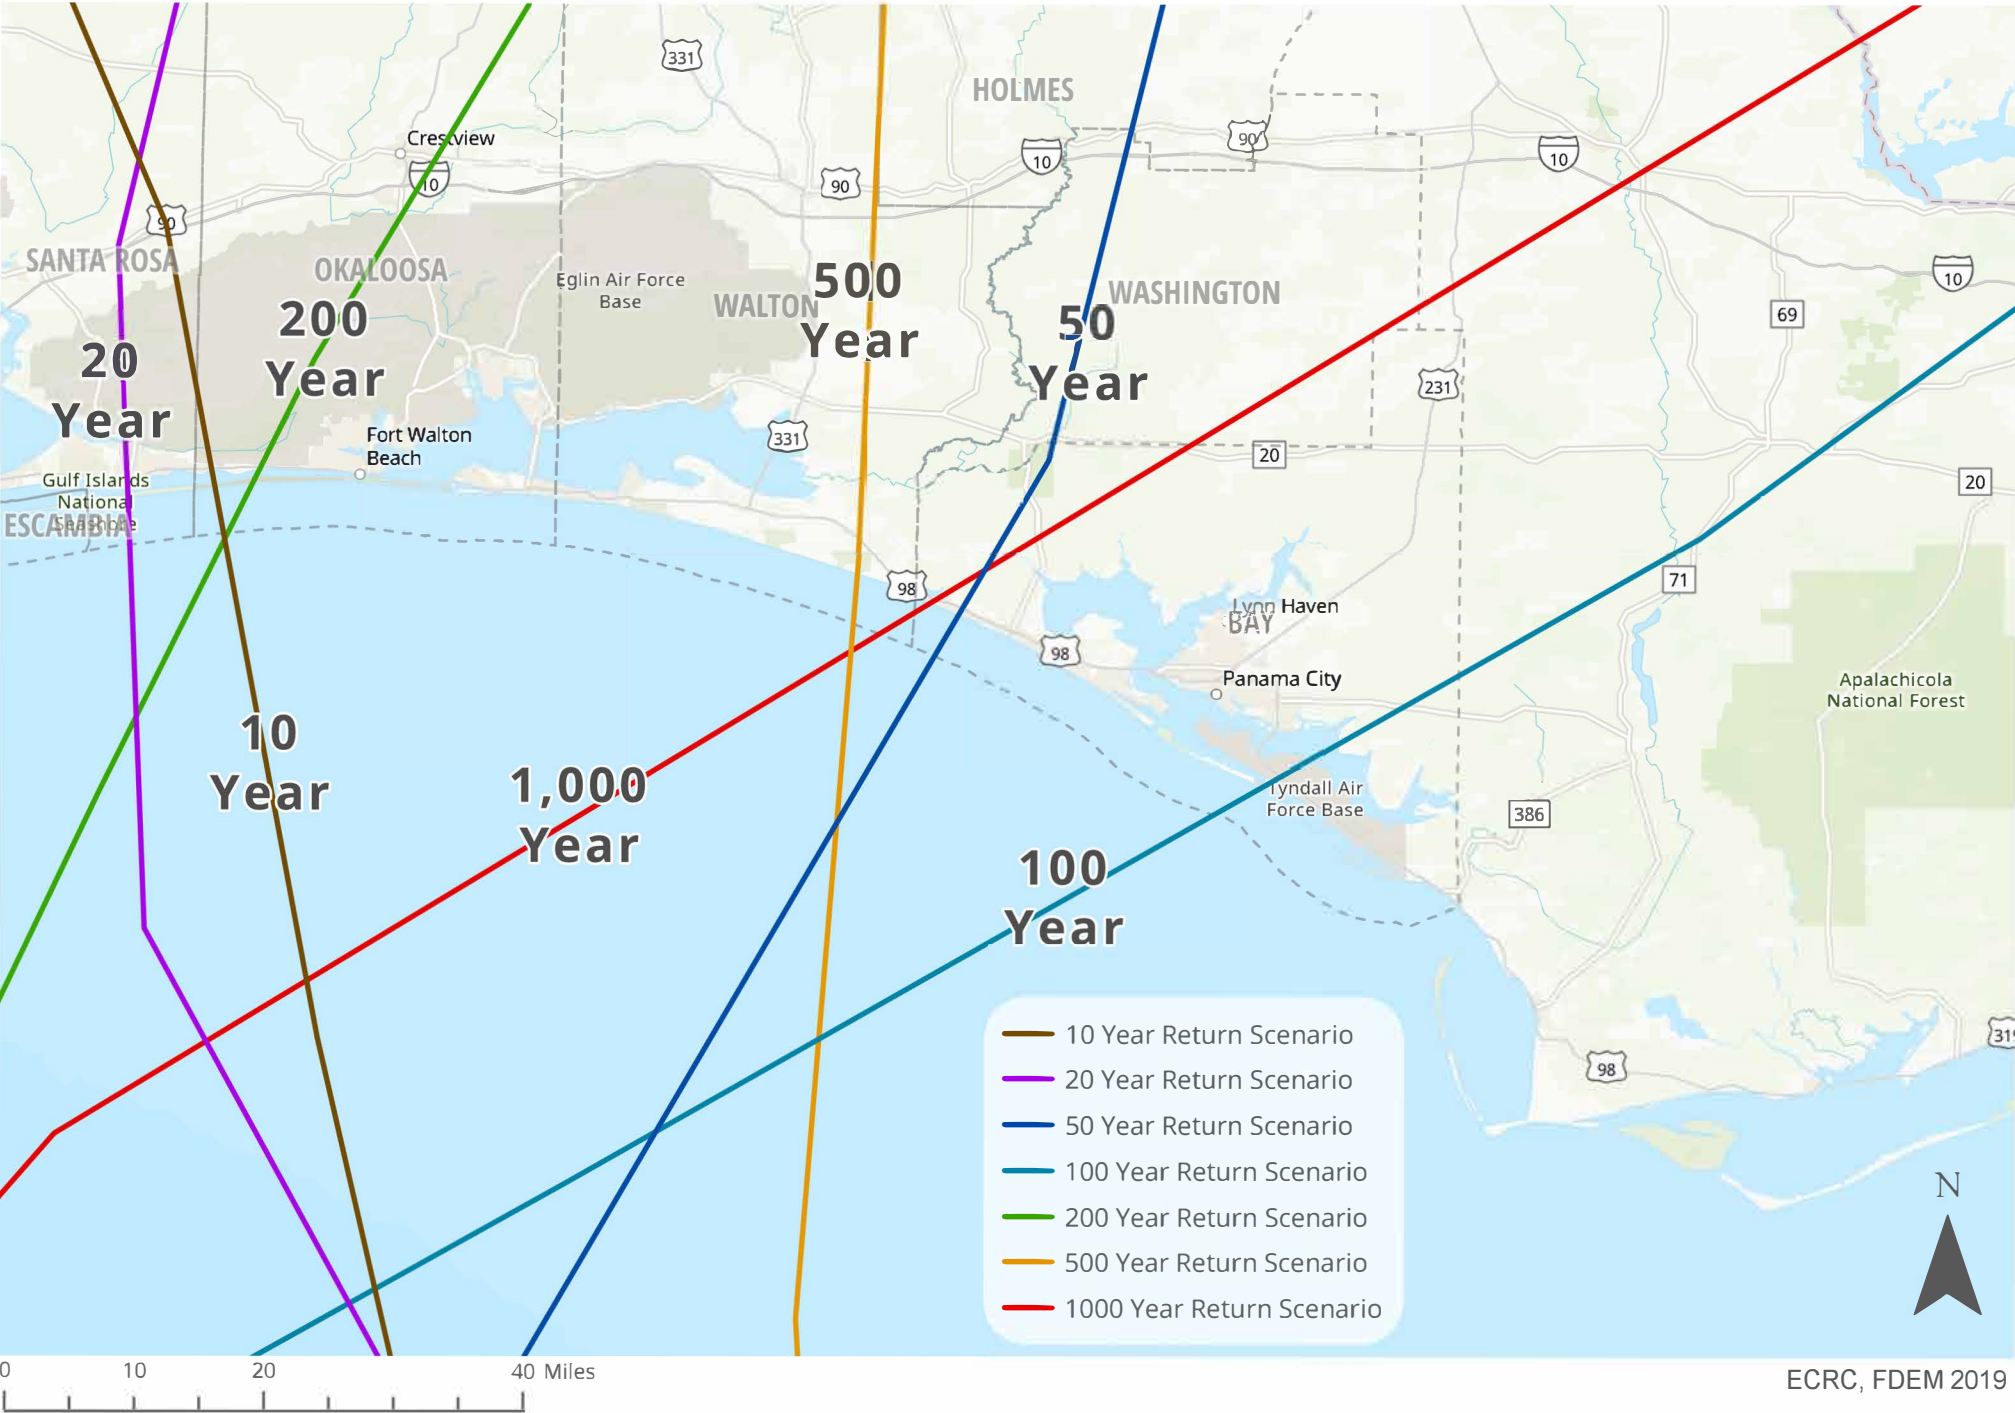 331
HOLMES
Crestview
10
90
10
90
10
90
SANTA ROSA
OKALOOSA
Eglin Air Force
Base
WALTON
500
Year
WASHINGTON
10
69
200
Year
50
Year
20
Year
231
Fort Walton
Beach
331
20
20
Gulf Islands
National
Seashore
ESCAMBIA
98
71
Lynn Haven
BAY
98
Panama City
Apalachicola
National Forest
10
Year
1,000
Year
Tyndall Air
Force Base
386
100
Year
10 Year Return Scenario
20 Year Return Scenario
50 Year Return Scenario
100 Year Return Scenario
200 Year Return Scenario
500 Year Return Scenario
1000 Year Return Scenario
319
98
N
0 10 20 40 Miles
ECRC, FDEM 2019